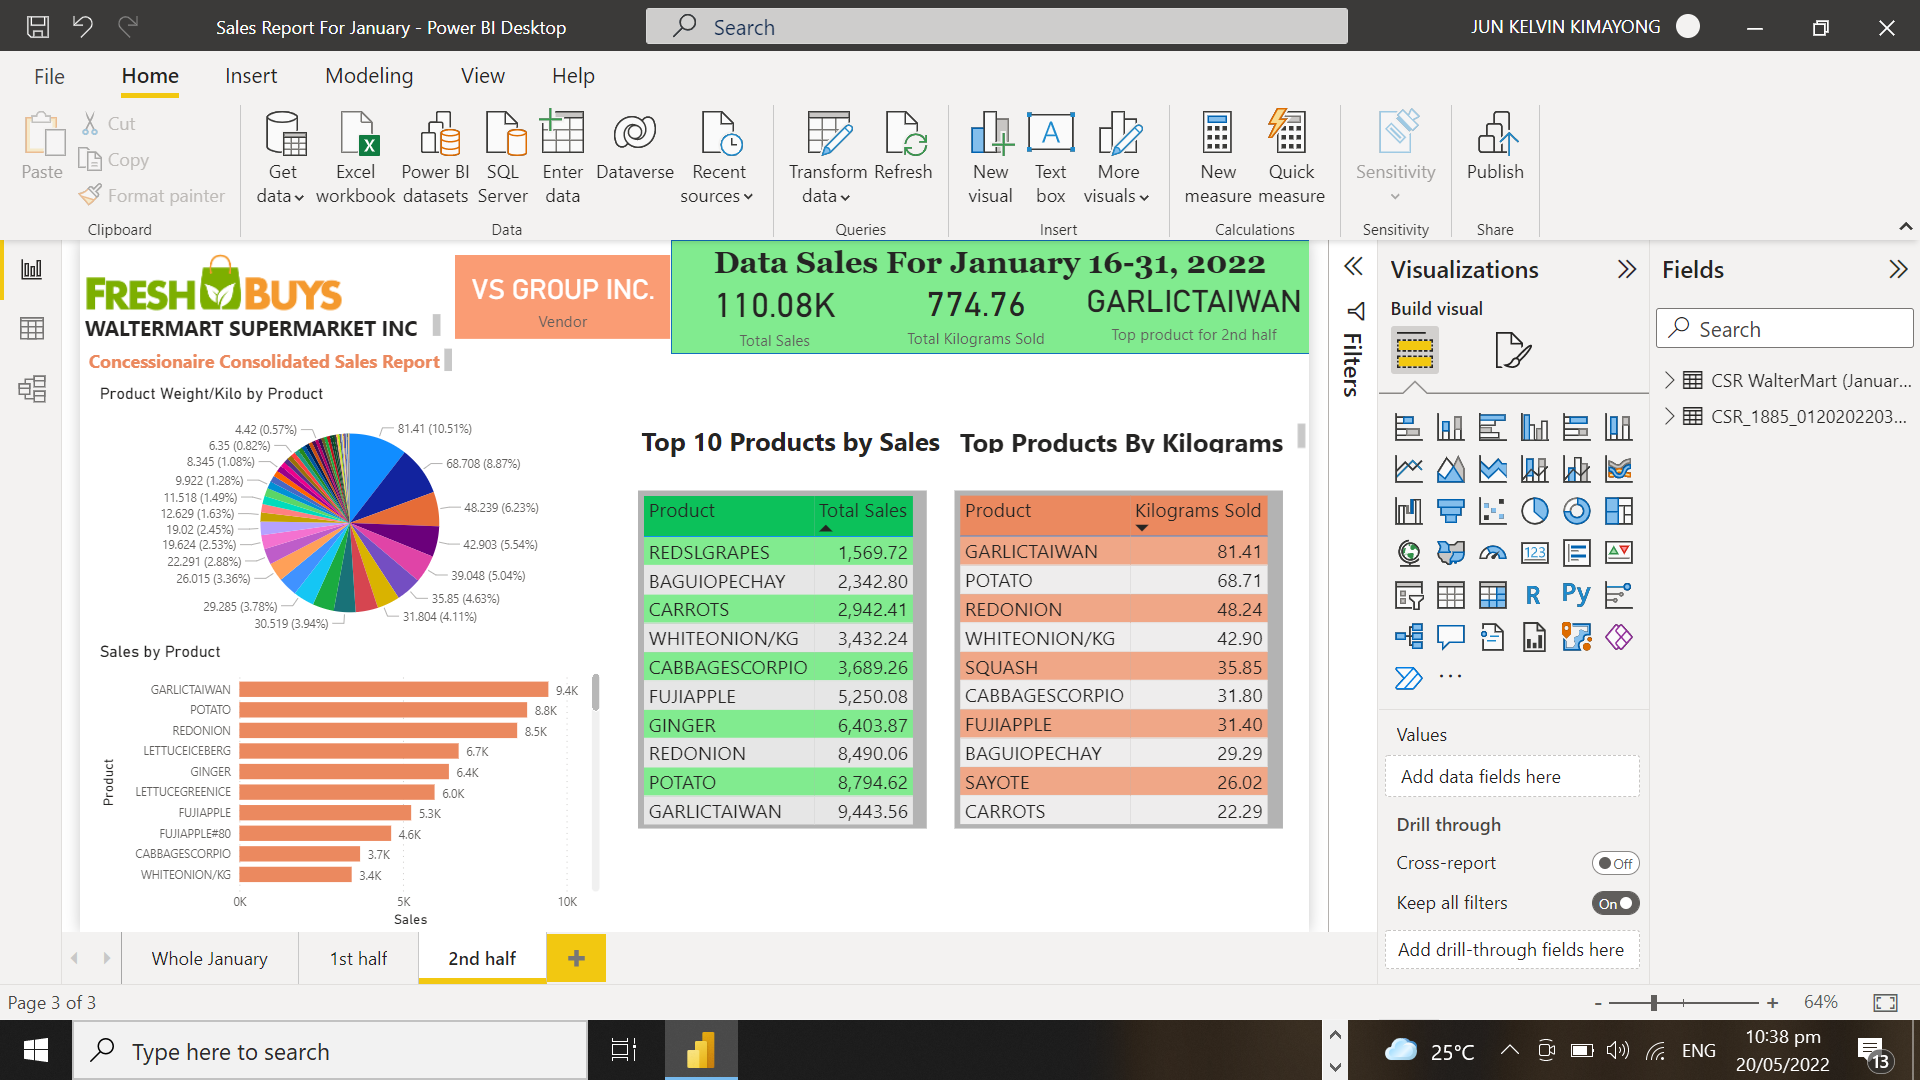 Sales Report For January - Power BI Desktop
Search
JUN KELVIN KIMAYONG
File Home Insert Modeling View Help
Paste
Cut
Copy
Format painter
Clipboard
Get data
Excel workbook
Power BI datasets
SQL Server
Enter data
Dataverse
Recent sources
Data
Transform data
Refresh
Queries
New visual
Text box
More visuals
Insert
New measure
Quick measure
Calculations
Sensitivity
Sensitivity
Publish
Share
FRESH BUYS
WALTERMART SUPERMARKET INC
Concessionaire Consolidated Sales Report
VS GROUP INC.
Vendor
Data Sales For January 16-31, 2022
110.08K
Total Sales
774.76
Total Kilograms Sold
GARLICTAIWAN
Top product for 2nd half
Product Weight/Kilo by Product
81.41 (10.51%)
68.708 (8.87%)
48.239 (6.23%)
42.903 (5.54%)
39.048 (5.04%)
35.85 (4.63%)
31.804 (4.11%)
30.519 (3.94%)
29.285 (3.78%)
26.015 (3.36%)
22.291 (2.88%)
19.624 (2.53%)
19.02 (2.45%)
12.629 (1.63%)
11.518 (1.49%)
9.922 (1.28%)
8.345 (1.08%)
6.35 (0.82%)
4.42 (0.57%)
Sales by Product
Product
GARLICTAIWAN 9.4K
POTATO 8.8K
REDONION 8.5K
LETTUCEICEBERG 6.7K
GINGER 6.4K
LETTUCEGREENICE 6.0K
FUJIAPPLE 5.3K
FUJIAPPLE#80 4.6K
CABBAGESCORPIO 3.7K
WHITEONION/KG 3.4K
0K 5K 10K
Sales
Top 10 Products by Sales
Product Total Sales
REDSLGRAPES 1,569.72
BAGUIOPECHAY 2,342.80
CARROTS 2,942.41
WHITEONION/KG 3,432.24
CABBAGESCORPIO 3,689.26
FUJIAPPLE 5,250.08
GINGER 6,403.87
REDONION 8,490.06
POTATO 8,794.62
GARLICTAIWAN 9,443.56
Top Products By Kilograms
Product Kilograms Sold
GARLICTAIWAN 81.41
POTATO 68.71
REDONION 48.24
WHITEONION/KG 42.90
SQUASH 35.85
CABBAGESCORPIO 31.80
FUJIAPPLE 31.40
BAGUIOPECHAY 29.29
SAYOTE 26.02
CARROTS 22.29
Filters
Visualizations
Build visual
123
R
Py
Values
Add data fields here
Drill through
Cross-report
Off
Keep all filters
On
Add drill-through fields here
Fields
Search
CSR WalterMart (Januar...
CSR_1885_0120202203...
Whole January 1st half 2nd half
Page 3 of 3
64%
Type here to search
25°C
ENG
10:38 pm
20/05/2022
13